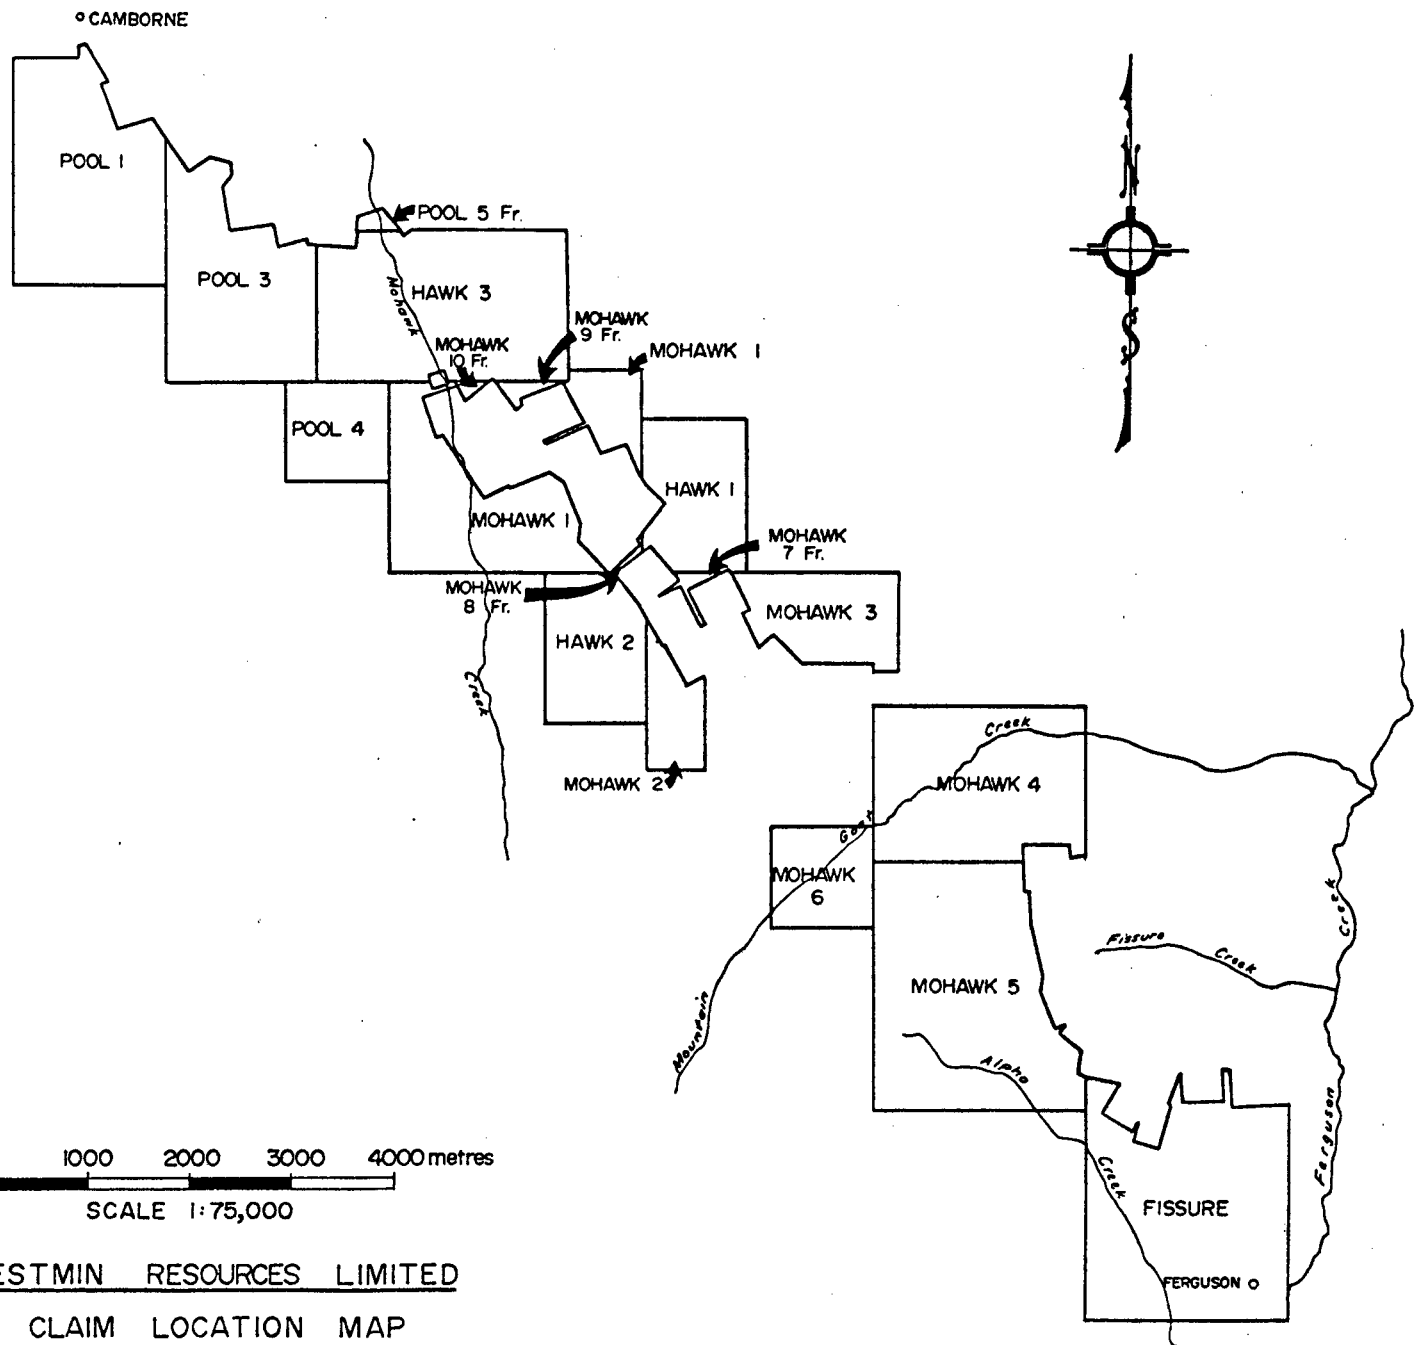 CAMBORNE
POOL 1
POOL 5 Fr.
POOL 3
HAWK 3
Mohawk
MOHAWK
9 Fr.
MOHAWK
10 Fr.
MOHAWK 1
POOL 4
HAWK 1
MOHAWK 1
MOHAWK
7 Fr.
MOHAWK
8 Fr.
MOHAWK 3
HAWK 2
Creek
MOHAWK 2
Creek
MOHAWK 4
Goat
MOHAWK
6
Creek
Fissure
Creek
MOHAWK 5
Mountain
Alpha
Ferguson
Creek
FISSURE
FERGUSON
1000 2000 3000 4000 metres
SCALE 1:75,000
ESTMIN RESOURCES LIMITED
CLAIM LOCATION MAP